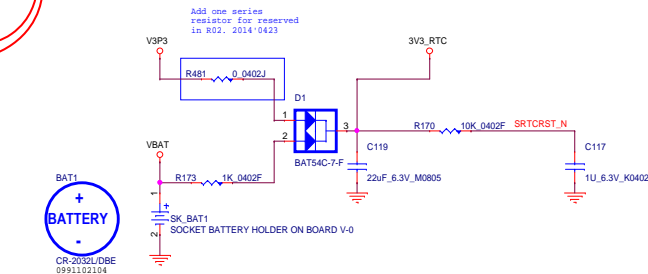 Add one series
resistor for reserved
in R02, 2014'0423
V3P3
3V3_RTC
R481 0_0402J
D1
1
2
3
BAT54C-7-F
R170 10K_0402F SRTCRST_N
C119
22uF_6.3V_M0805
C117
1U_6.3V_K0402
VBAT
R173 1K_0402F
BAT1
+
BATTERY
-
CR-2032L/DBE
0991102104
1
+
2
SK_BAT1
SOCKET BATTERY HOLDER ON BOARD V-0